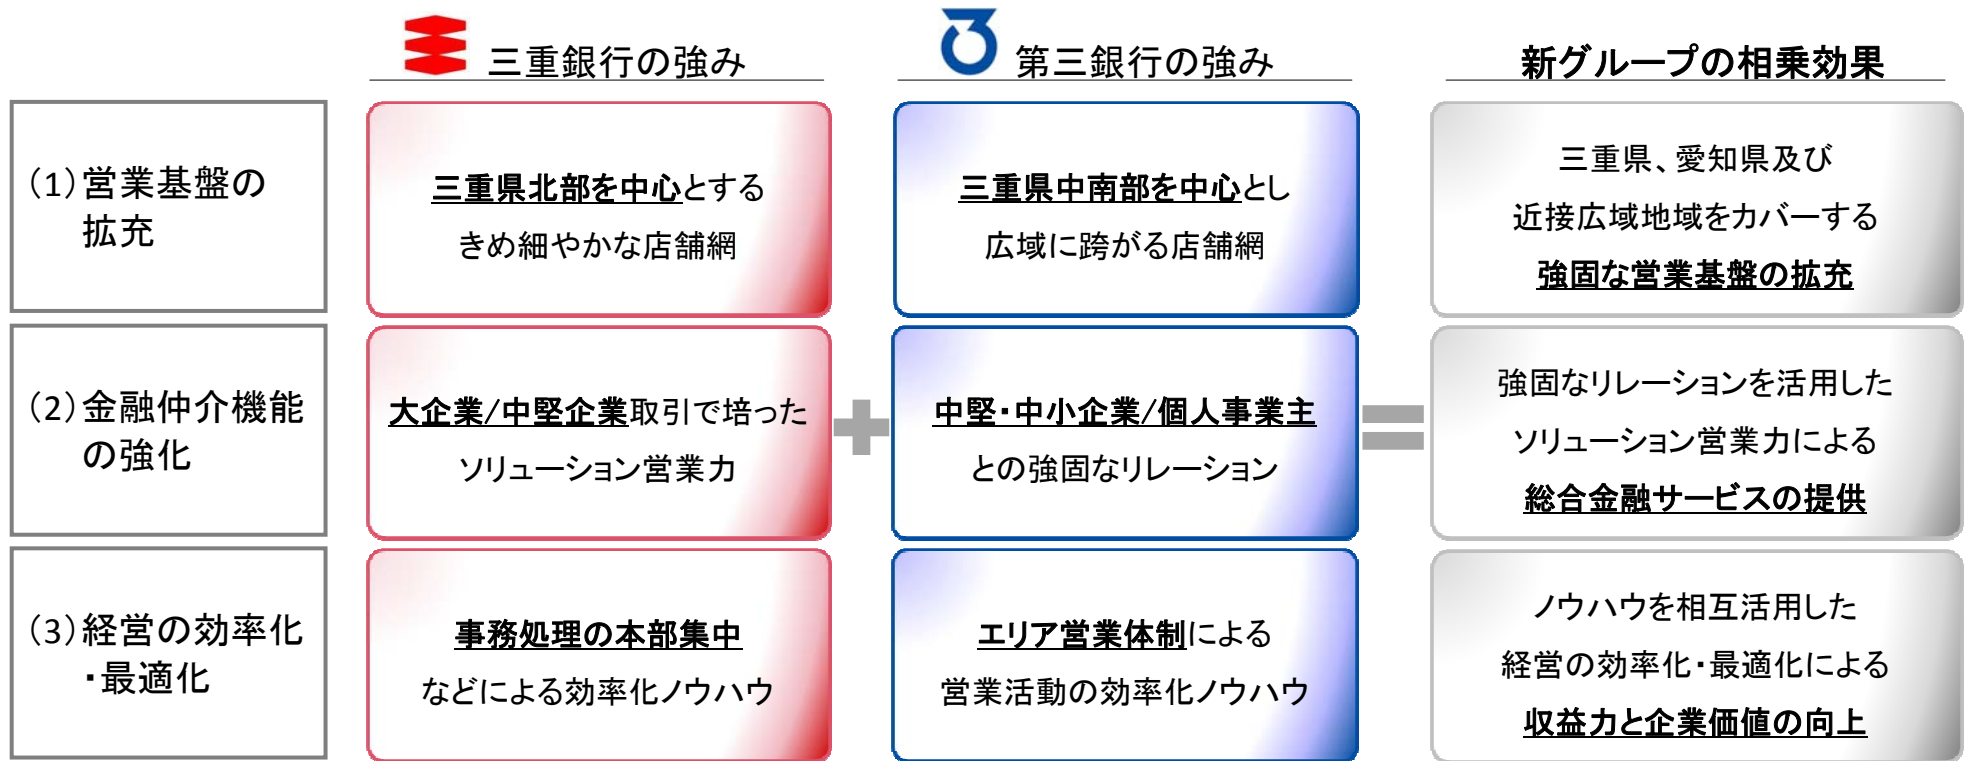 三重銀行の強み
第三銀行の強み
新グループの相乗効果
(1)営業基盤の
拡充
三重県北部を中心とする
きめ細やかな店舗網
三重県中南部を中心とし
広域に跨がる店舗網
三重県、愛知県及び
近接広域地域をカバーする
強固な営業基盤の拡充
(2)金融仲介機能
の強化
大企業/中堅企業取引で培った
ソリューション営業力
中堅・中小企業/個人事業主
との強固なリレーション
強固なリレーションを活用した
ソリューション営業力による
総合金融サービスの提供
(3)経営の効率化
・最適化
事務処理の本部集中
などによる効率化ノウハウ
エリア営業体制による
営業活動の効率化ノウハウ
ノウハウを相互活用した
経営の効率化・最適化による
収益力と企業価値の向上